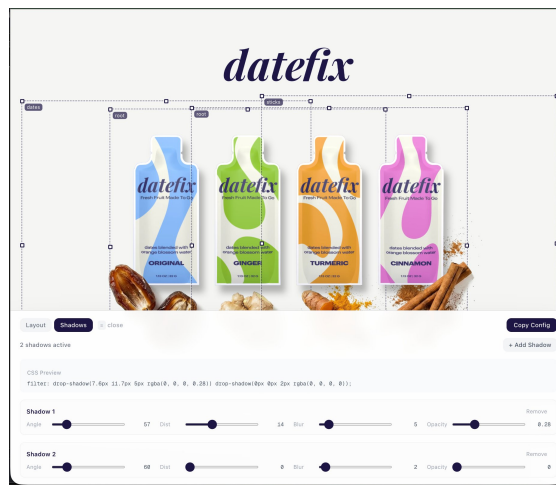 datefix
dates
root
root
sticks
datefix
Fresh Fruit Made To Go
dates blended with
orange blossom water
ORIGINAL
datefix
Fresh Fruit Made To Go
dates blended with
orange blossom water
GINGER
datefix
Fresh Fruit Made To Go
dates blended with
orange blossom water
TURMERIC
datefix
Fresh Fruit Made To Go
dates blended with
orange blossom water
CINNAMON
Layout Shadows close Copy Config
2 shadows active + Add Shadow
CSS Preview
filter: drop-shadow(7.6px 11.7px 5px rgba(0, 0, 0, 0.28)) drop-shadow(0px 0px 2px rgba(0, 0, 0, 0));
Shadow 1 Remove
Angle 57 Dist 14 Blur 5 Opacity 0.28
Shadow 2 Remove
Angle 60 Dist 0 Blur 2 Opacity 0